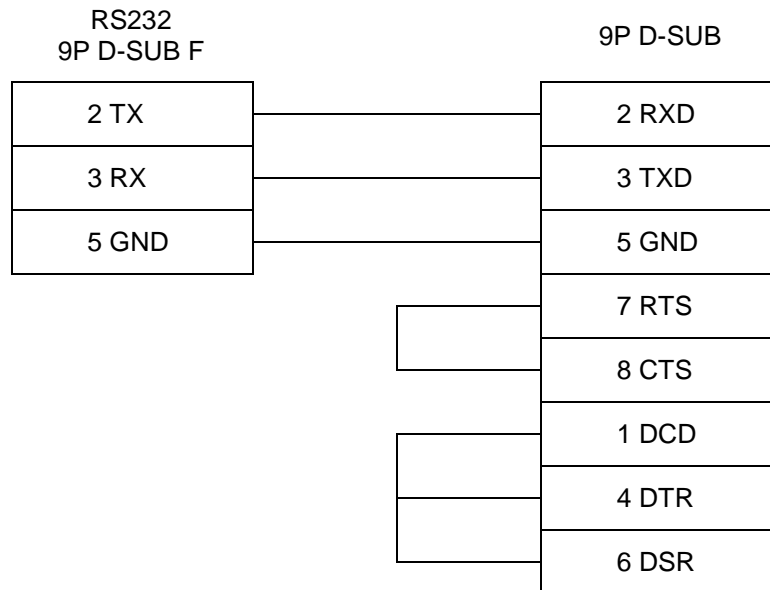 RS232
9P D-SUB F
9P D-SUB
2 TX
2 RXD
3 RX
3 TXD
5 GND
5 GND
7 RTS
8 CTS
1 DCD
4 DTR
6 DSR